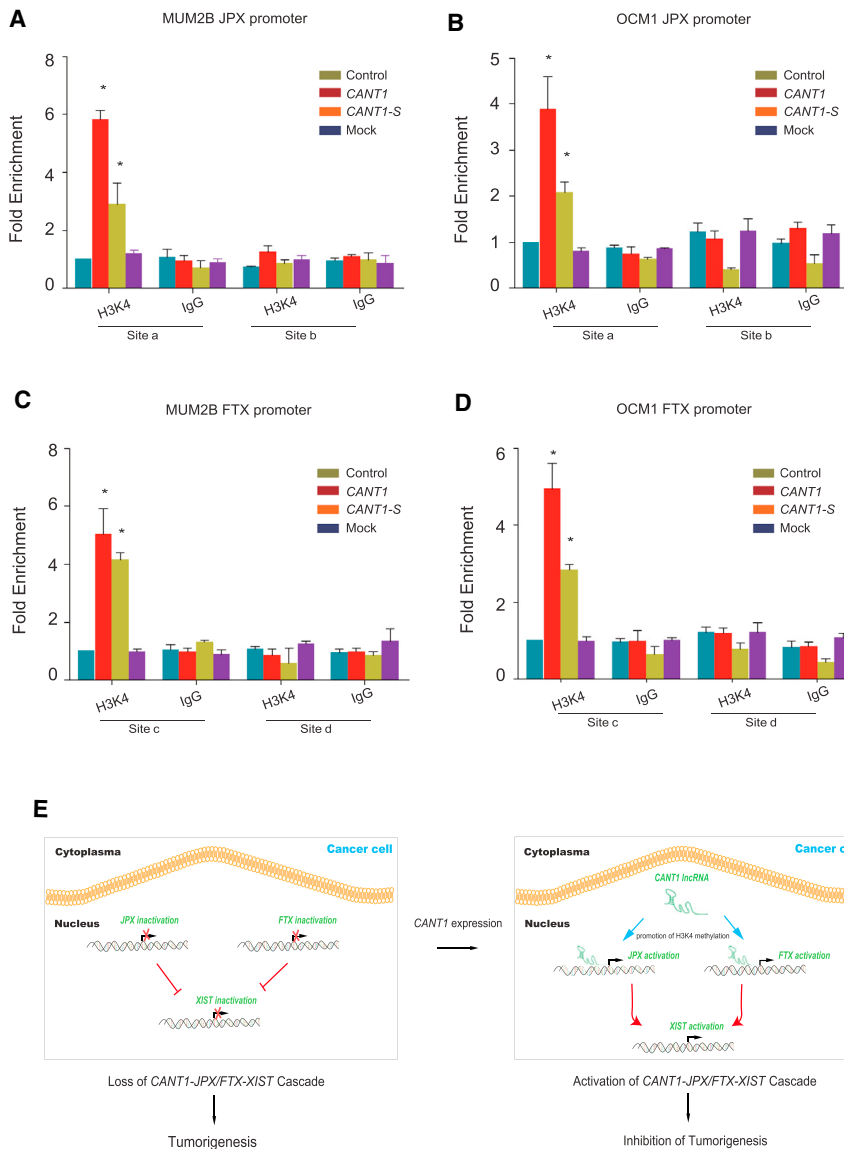 A
MUM2B JPX promoter
Fold Enrichment
8
6
4
2
0
*
*
Control
CANT1
CANT1-S
Mock
H3K4
IgG
H3K4
IgG
Site a
Site b
B
OCM1 JPX promoter
Fold Enrichment
5
4
3
2
1
0
*
*
Control
CANT1
CANT1-S
Mock
H3K4
IgG
H3K4
IgG
Site a
Site b
C
MUM2B FTX promoter
Fold Enrichment
8
6
4
2
0
*
*
Control
CANT1
CANT1-S
Mock
H3K4
IgG
H3K4
IgG
Site c
Site d
D
OCM1 FTX promoter
Fold Enrichment
6
4
2
0
*
*
Control
CANT1
CANT1-S
Mock
H3K4
IgG
H3K4
IgG
Site c
Site d
E
Cytoplasma
Cancer cell
Nucleus
JPX inactivation
FTX inactivation
XIST inactivation
Loss of CANT1-JPX/FTX-XIST Cascade
Tumorigenesis
CANT1 expression
Cytoplasma
Cancer c
CANT1 lncRNA
Nucleus
promotion of H3K4 methylation
JPX activation
FTX activation
XIST activation
Activation of CANT1-JPX/FTX-XIST Cascade
Inhibition of Tumorigenesis